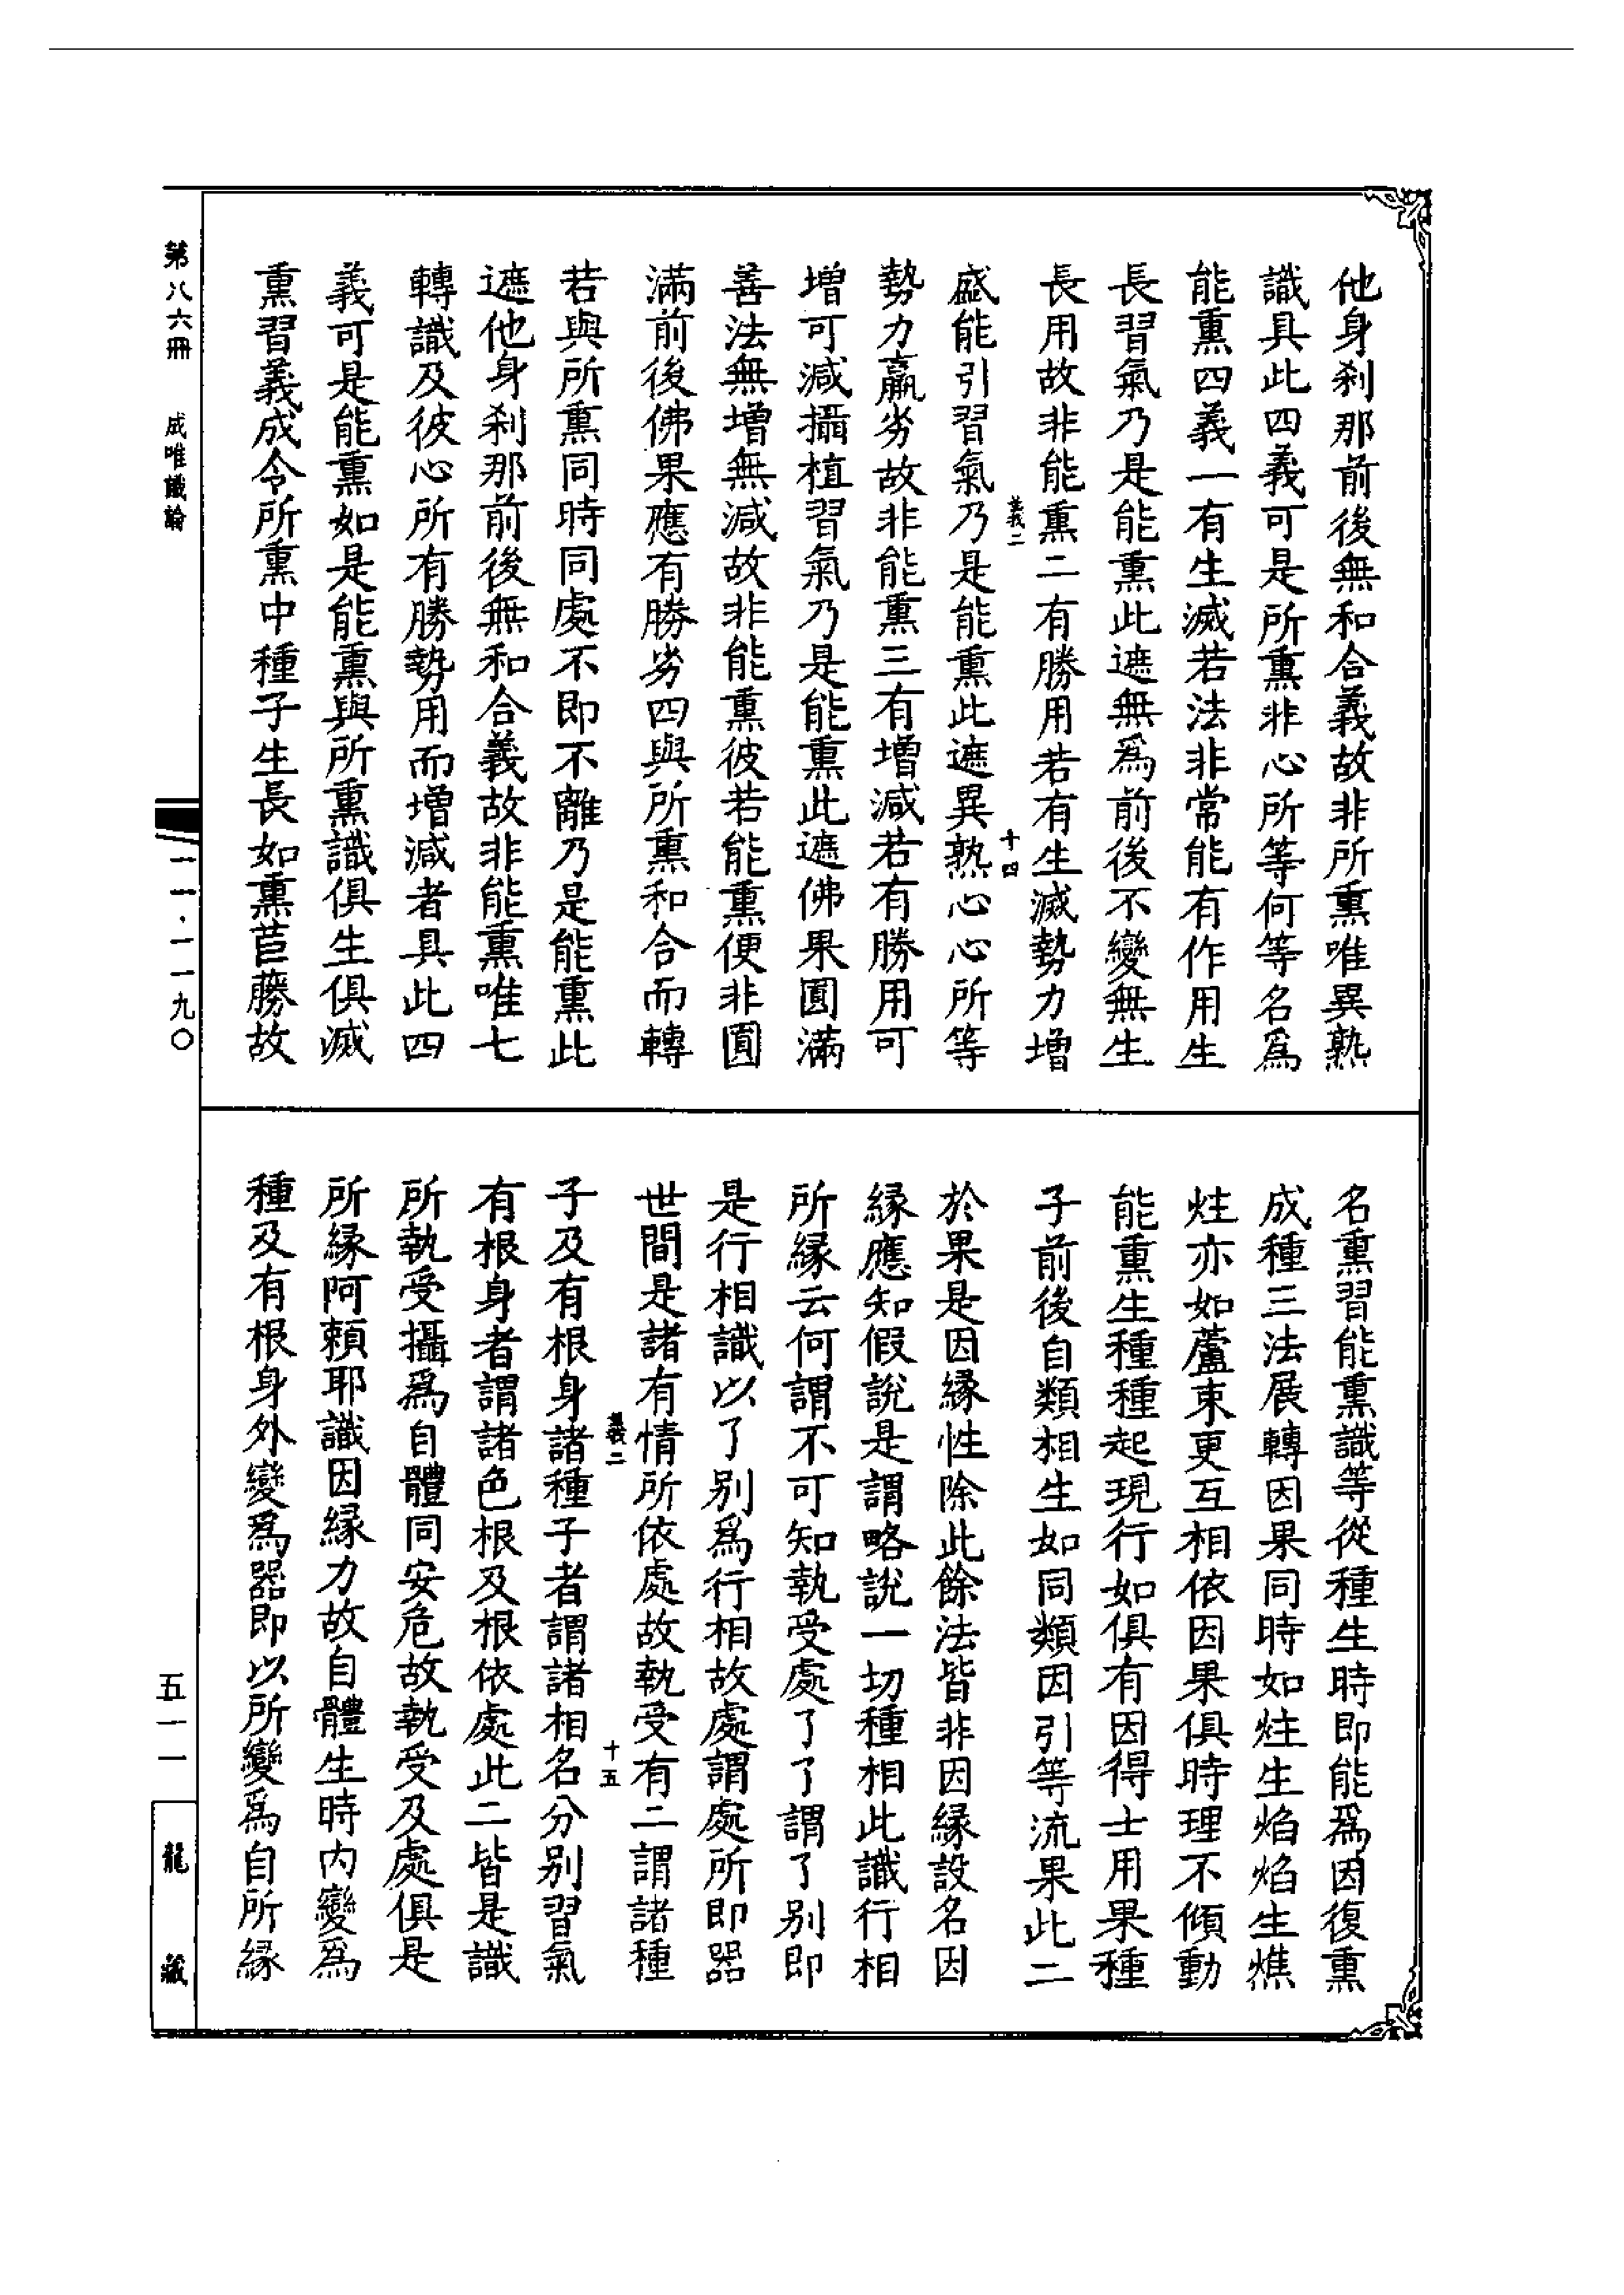 他身刹那前後無和合義故非所熏唯異熟
識具此四義可是所熏非心所等何等名爲
能熏四義一有生滅若法非常能有作用生
長習氣乃是能熏此遮無爲前後不變無生
長用故非能熏二有勝用若有生滅勢力增
義二
十四
盛能引習氣乃是能熏此遮異熟心心所等
勢力羸劣故非能熏三有增減若有勝用可
增可減攝植習氣乃是能熏此遮佛果圓滿
善法無增無減故非能熏彼若能熏便非圓
滿前後佛果應有勝劣四與所熏和合而轉
若與所熏同時同處不即不離乃是能熏此
遮他身刹那前後無和合義故非能熏唯七
轉識及彼心所有勝勢用而增減者具此四
義可是能熏如是能熏與所熏識俱生俱滅
熏習義成令所熏中種子生長如熏苣藤故
名熏習能熏識等從種生時即能爲因復熏
成種三法展轉因果同時如炷生焰焰生燋
炷亦如蘆束更互相依因果俱時理不傾動
能熏生種種起現行如俱有因得士用果種
子前後自類相生如同類因引等流果此二
於果是因緣性除此餘法皆非因緣設名因
緣應知假說是謂略說一切種相此識行相
所緣云何謂不可知執受處了了謂了別即
是行相識以了別爲行相故處謂處所即器
世間是諸有情所依處故執受有二謂諸種
義二
十五
子及有根身諸種子者謂諸相名分別習氣
有根身者謂諸色根及根依處此二皆是識
所執受攝爲自體同安危故執受及處俱是
所緣阿賴耶識因緣力故自體生時內變爲
種及有根身外變爲器即以所變爲自所緣
第八六冊
成唯識論
一一·一一九〇
五一一
龍藏